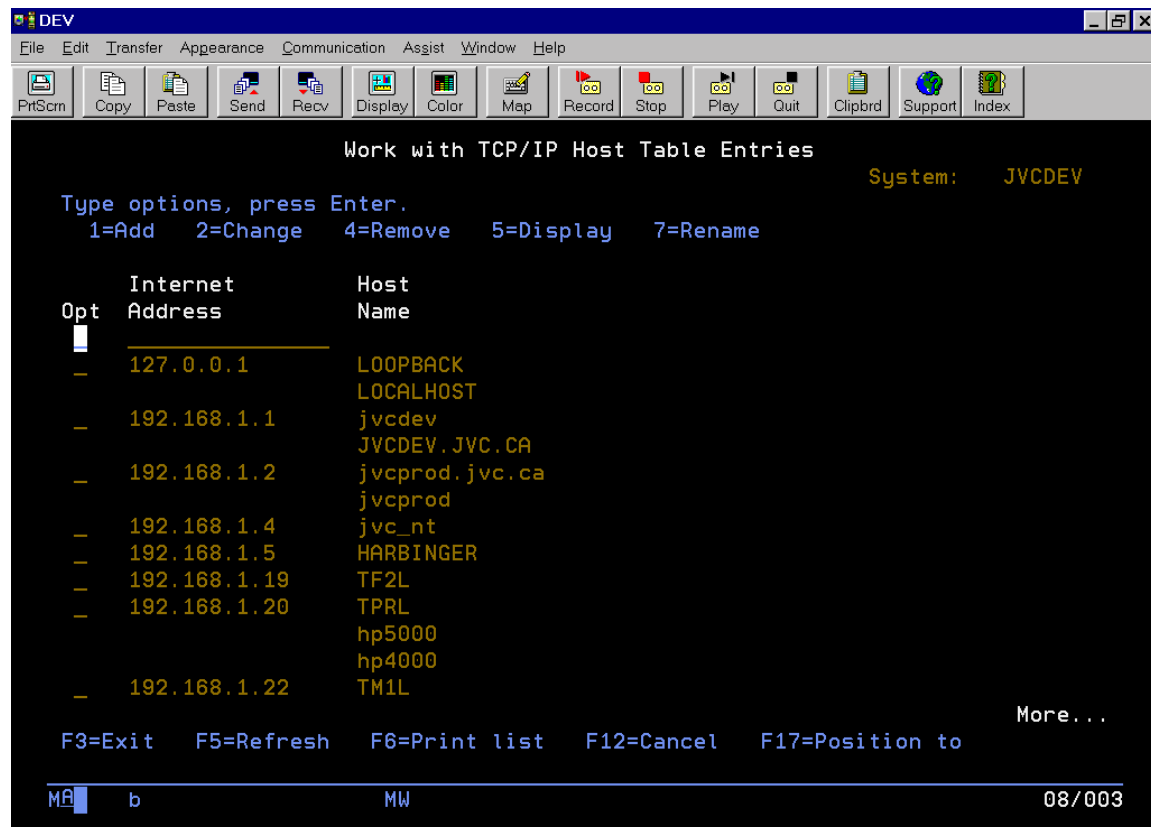 DEV
File Edit Transfer Appearance Communication Assist Window Help
PrtScrn Copy Paste Send Recv Display Color Map Record Stop Play Quit Clipbrd Support Index
Work with TCP/IP Host Table Entries
System: JVCDEV
Type options, press Enter.
1=Add 2=Change 4=Remove 5=Display 7=Rename
Internet Host
Opt Address Name
127.0.0.1 LOOPBACK
LOCALHOST
192.168.1.1 jvcdev
JVCDEV.JVC.CA
192.168.1.2 jvcprod.jvc.ca
jvcprod
192.168.1.4 jvc_nt
192.168.1.5 HARBINGER
192.168.1.19 TF2L
192.168.1.20 TPRL
hp5000
hp4000
192.168.1.22 TM1L
More...
F3=Exit F5=Refresh F6=Print list F12=Cancel F17=Position to
MA b MW 08/003